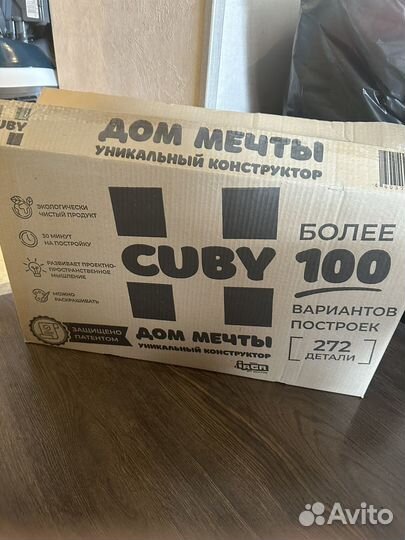 ДОМ МЕЧТЫ
УНИКАЛЬНЫЙ КОНСТРУКТОР
UBY
ЭКОЛОГИЧЕСКИ
ЧИСТЫЙ ПРОДУКТ
30 МИНУТ
НА ПОСТРОЙКУ
РАЗВИВАЕТ ПРОЕКТНО-
ПРОСТРАНСТВЕННОЕ
МЫШЛЕНИЕ
МОЖНО
РАСКРАШИВАТЬ
ЗАЩИЩЕНО
ПАТЕНТОМ
CUBY
ДОМ МЕЧТЫ
УНИКАЛЬНЫЙ КОНСТРУКТОР
БОЛЕЕ
100
ВАРИАНТОВ
ПОСТРОЕК
272
ДЕТАЛИ
Avito